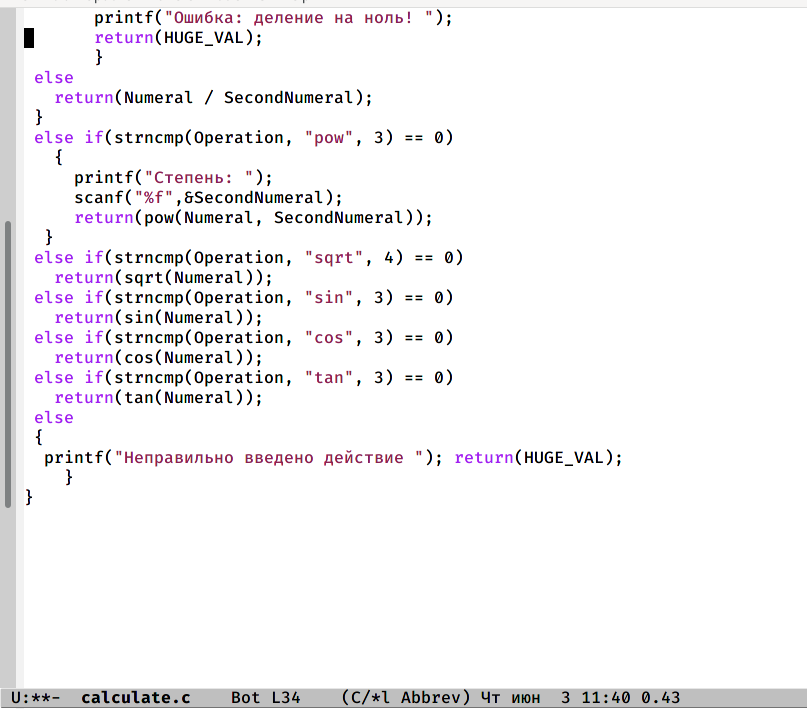 printf("Ошибка: деление на ноль! ");
        return(HUGE_VAL);
        }
  else
    return(Numeral / SecondNumeral);
  }
  else if(strncmp(Operation, "pow", 3) == 0)
    {
      printf("Степень: ");
      scanf("%f",&SecondNumeral);
      return(pow(Numeral, SecondNumeral));
   }
  else if(strncmp(Operation, "sqrt", 4) == 0)
    return(sqrt(Numeral));
  else if(strncmp(Operation, "sin", 3) == 0)
    return(sin(Numeral));
  else if(strncmp(Operation, "cos", 3) == 0)
    return(cos(Numeral));
  else if(strncmp(Operation, "tan", 3) == 0)
    return(tan(Numeral));
  else
  {
   printf("Неправильно введено действие "); return(HUGE_VAL);
     }
}
U:**-  calculate.c    Bot L34    (C/*l Abbrev) Чт июн  3 11:40 0.43